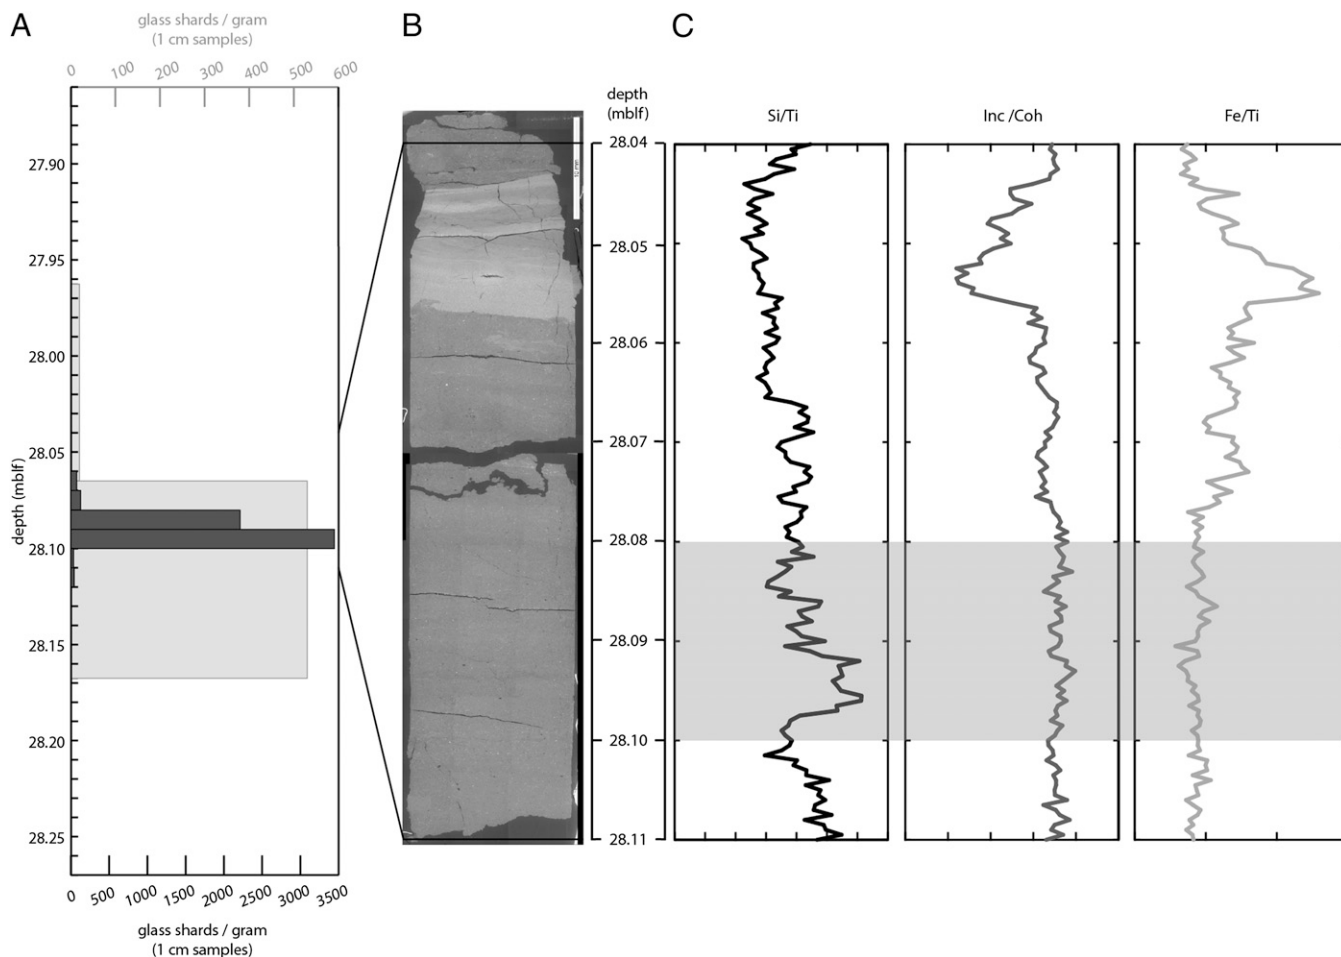 A
glass shards / gram
(1 cm samples)
0 100 200 300 400 500 600
27.90
27.95
28.00
28.05
28.10
28.15
28.20
28.25
depth (mblf)
0 500 1000 1500 2000 2500 3000 3500
glass shards / gram
(1 cm samples)
B
depth
(mblf)
28.04
28.05
28.06
28.07
28.08
28.09
28.10
28.11
C
Si/Ti
Inc /Coh
Fe/Ti